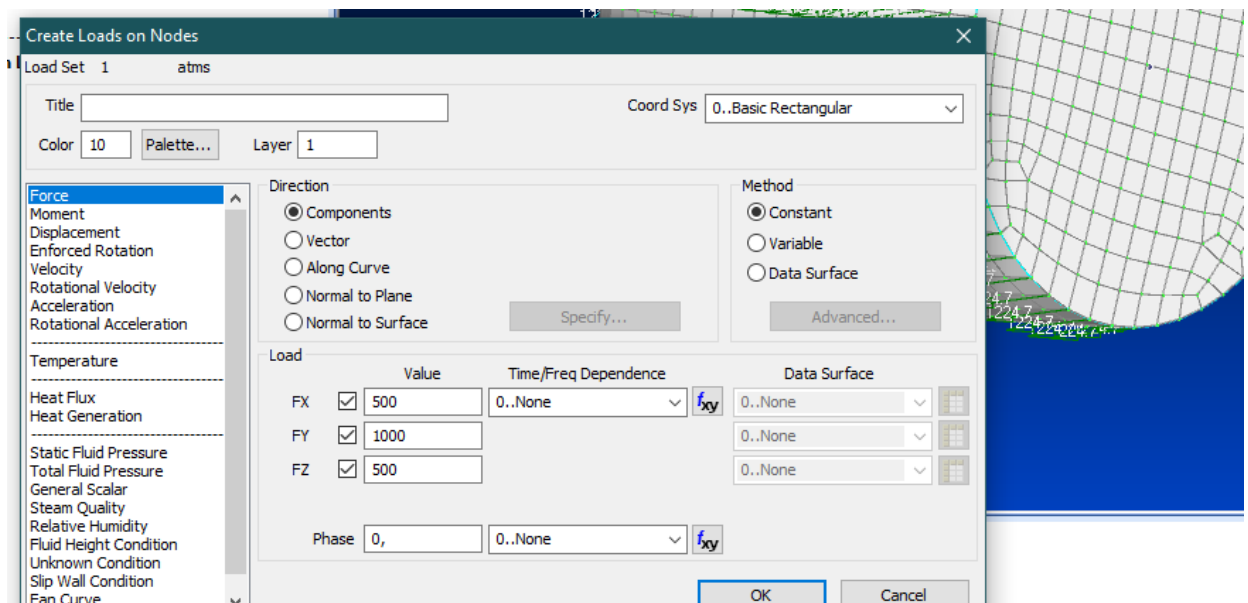 Create Loads on Nodes
Load Set 1 atms
Title
Coord Sys 0..Basic Rectangular
Color 10 Palette... Layer 1
Force
Moment
Displacement
Enforced Rotation
Velocity
Rotational Velocity
Acceleration
Rotational Acceleration
Temperature
Heat Flux
Heat Generation
Static Fluid Pressure
Total Fluid Pressure
General Scalar
Steam Quality
Relative Humidity
Fluid Height Condition
Unknown Condition
Slip Wall Condition
Fan Curve
Direction
Components
Vector
Along Curve
Normal to Plane
Normal to Surface
Specify...
Method
Constant
Variable
Data Surface
Advanced...
Load
Value Time/Freq Dependence Data Surface
FX 500 0..None fxy 0..None
FY 1000 0..None
FZ 500 0..None
Phase 0, 0..None fxy
OK Cancel